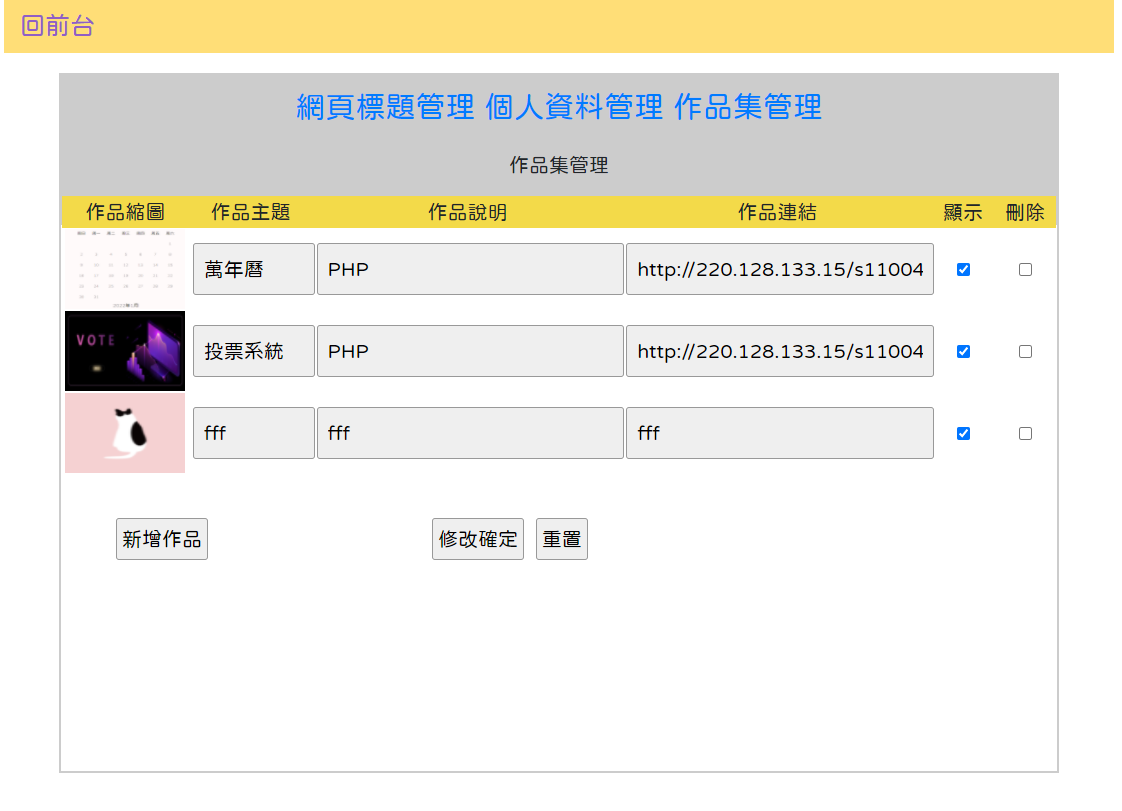 回前台
網頁標題管理 個人資料管理 作品集管理
作品集管理
作品縮圖 作品主題 作品說明 作品連結 顯示 刪除
萬年曆 PHP http://220.128.133.15/s11004
VOTE
投票系統 PHP http://220.128.133.15/s11004
fff fff fff
新增作品 修改確定 重置